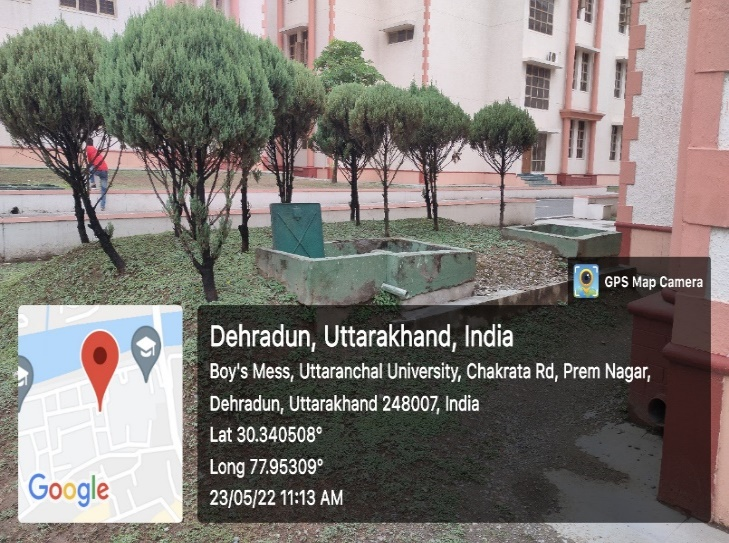 GPS Map Camera
Dehradun, Uttarakhand, India
Boy's Mess, Uttaranchal University, Chakrata Rd, Prem Nagar,
Dehradun, Uttarakhand 248007, India
Lat 30.340508°
Long 77.95309°
23/05/22 11:13 AM
Google